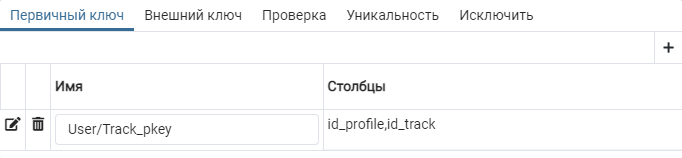 Первичный ключ Внешний ключ Проверка Уникальность Исключить
+
Имя Столбцы
User/Track_pkey id_profile,id_track